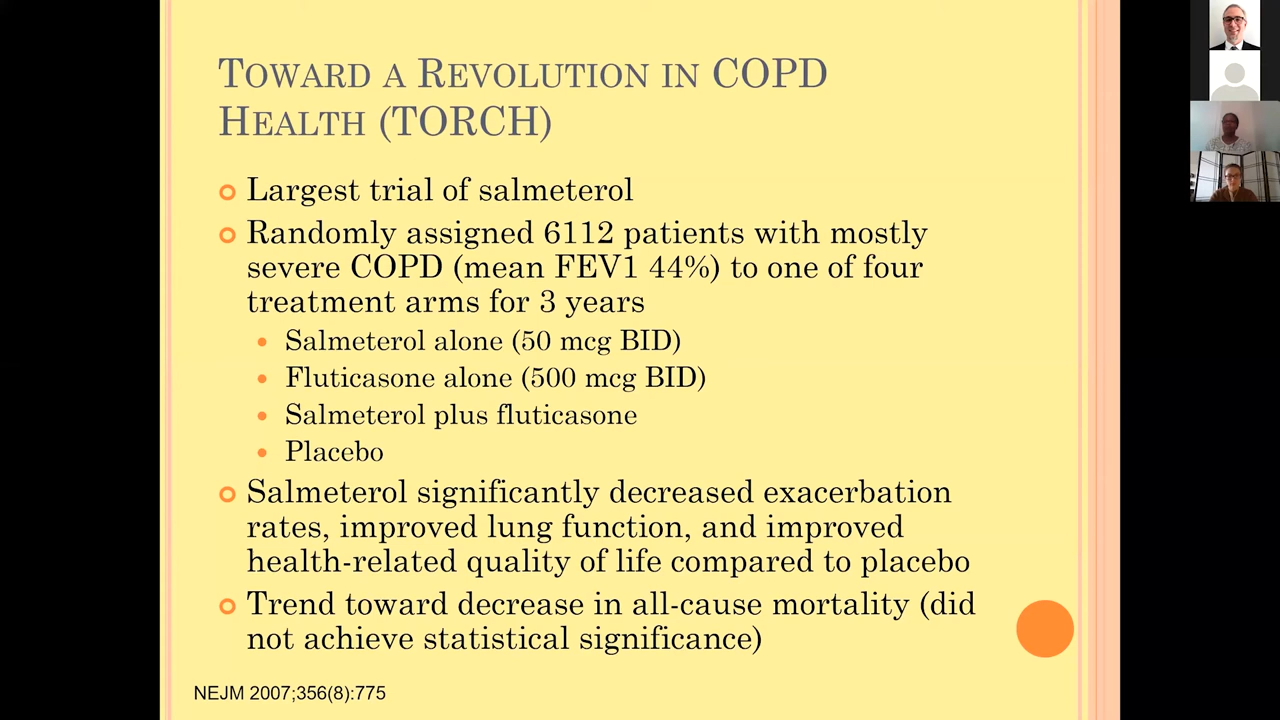 Toward a Revolution in COPD
Health (TORCH)
Largest trial of salmeterol
Randomly assigned 6112 patients with mostly
severe COPD (mean FEV1 44%) to one of four
treatment arms for 3 years
Salmeterol alone (50 mcg BID)
Fluticasone alone (500 mcg BID)
Salmeterol plus fluticasone
Placebo
Salmeterol significantly decreased exacerbation
rates, improved lung function, and improved
health-related quality of life compared to placebo
Trend toward decrease in all-cause mortality (did
not achieve statistical significance)
NEJM 2007;356(8):775